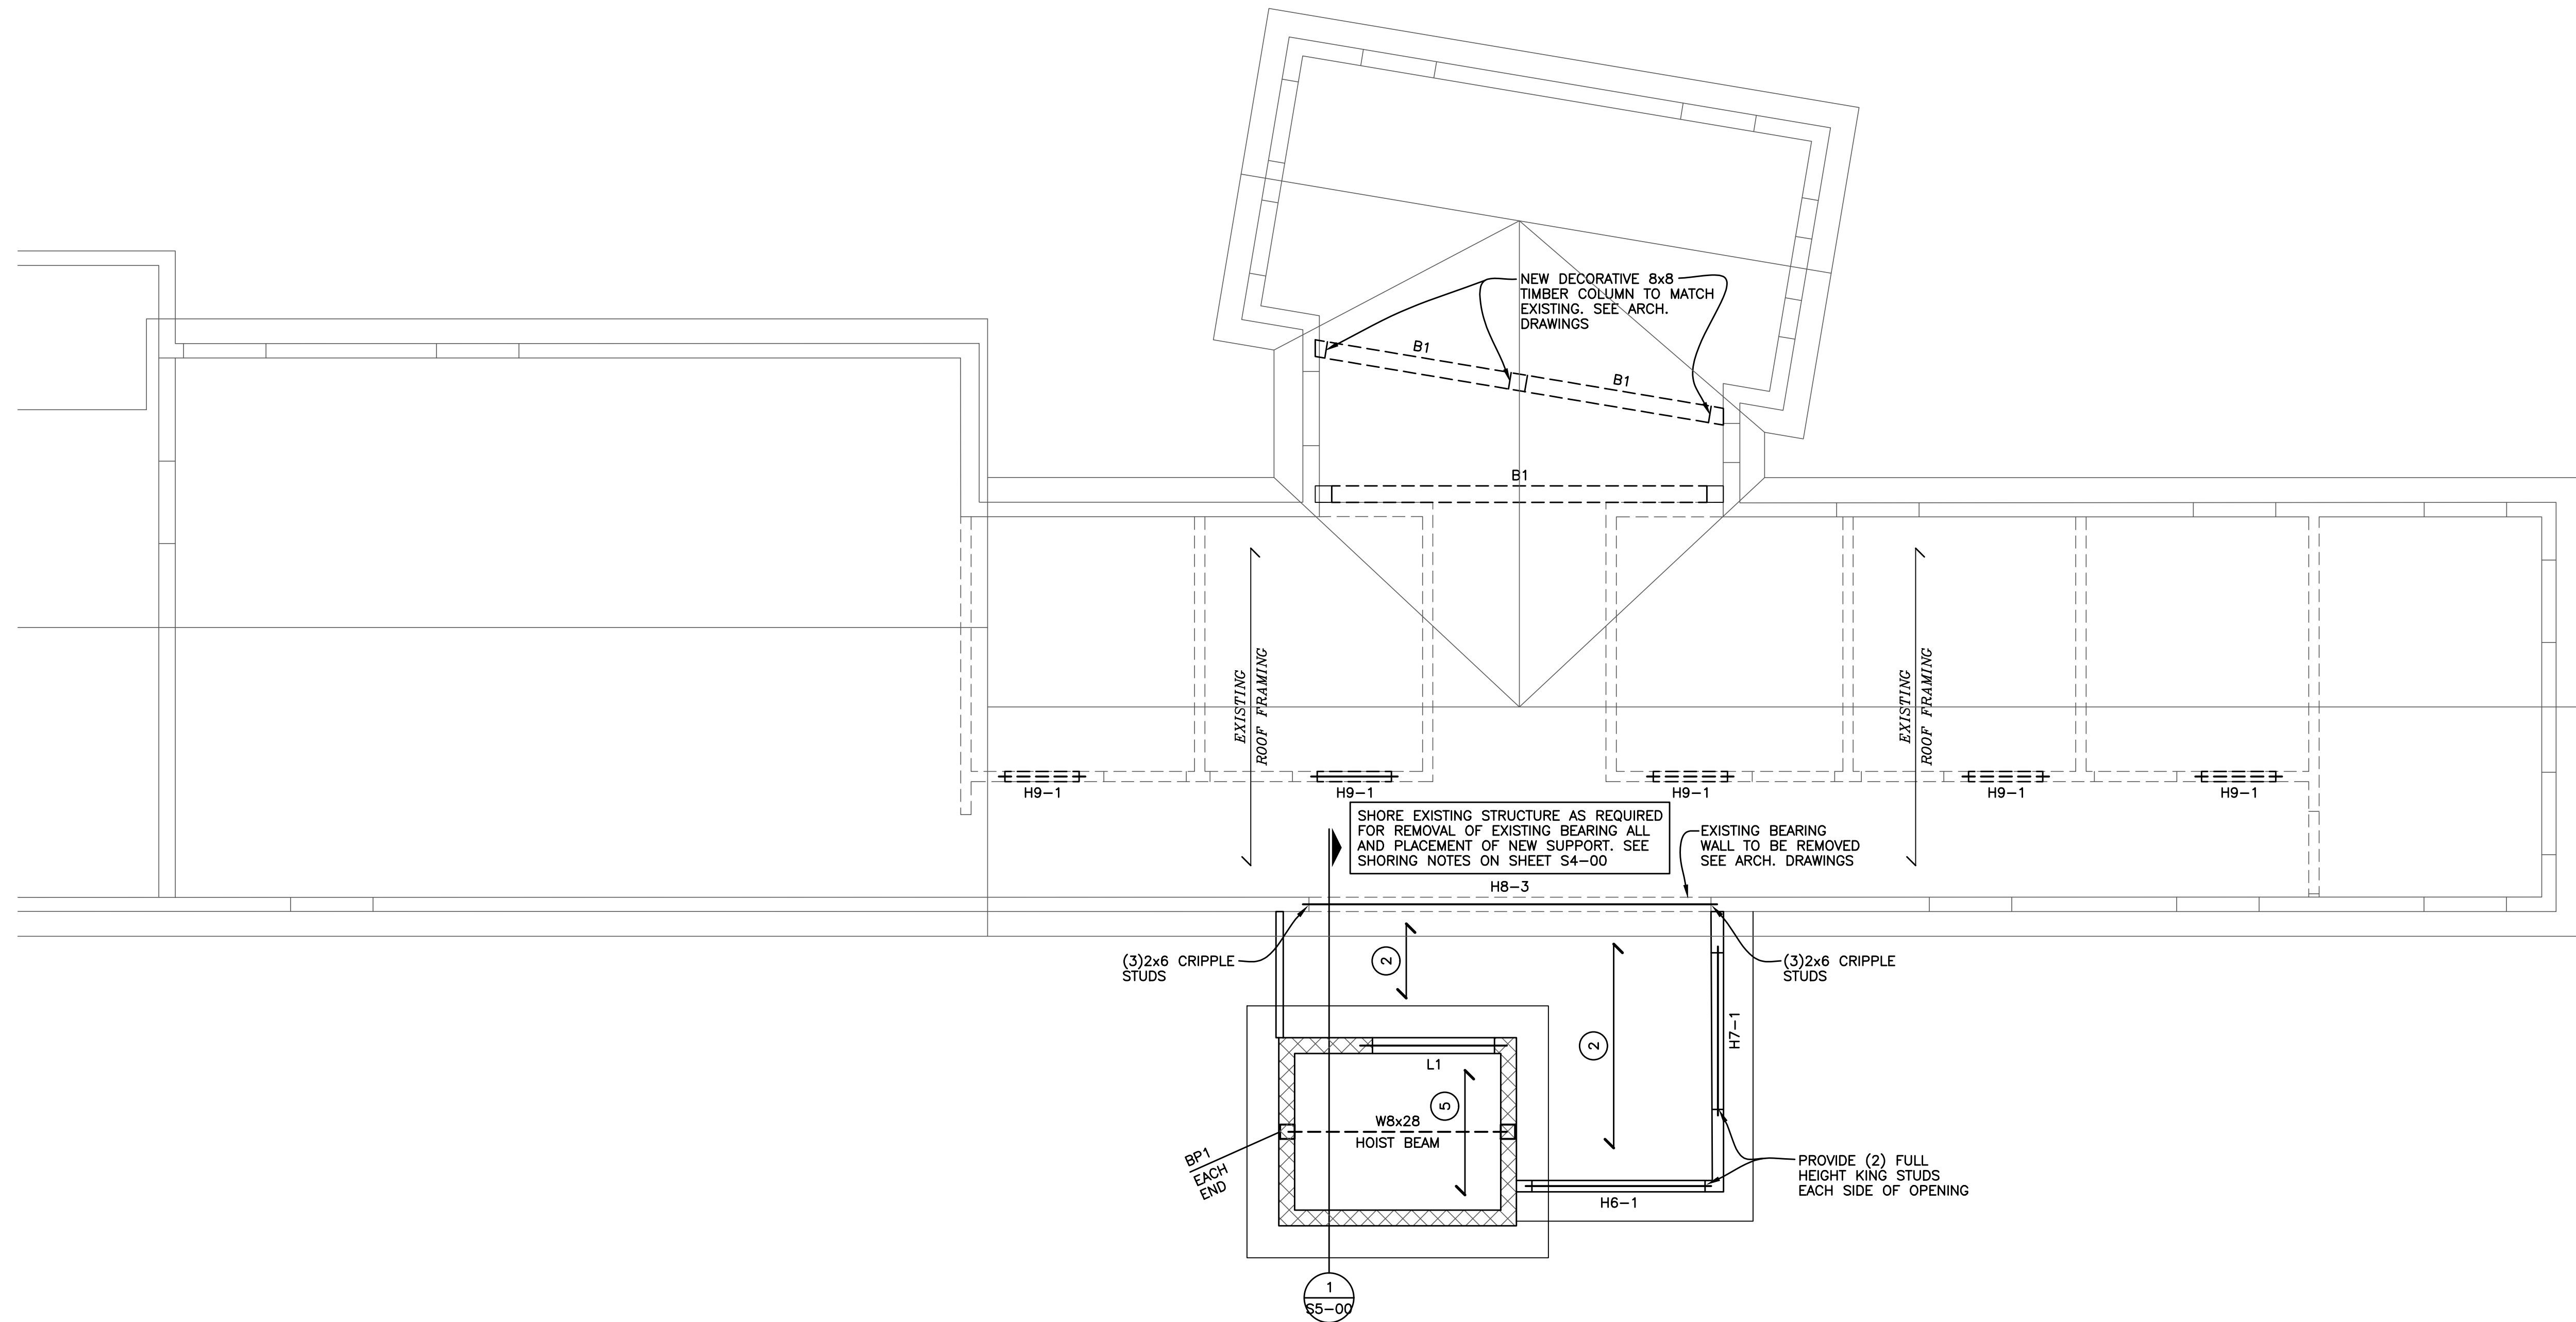 NEW DECORATIVE 8x8
TIMBER COLUMN TO MATCH
EXISTING. SEE ARCH.
DRAWINGS
B1
B1
B1
EXISTING
ROOF FRAMING
EXISTING
ROOF FRAMING
H9-1
H9-1
H9-1
H9-1
H9-1
SHORE EXISTING STRUCTURE AS REQUIRED
FOR REMOVAL OF EXISTING BEARING ALL
AND PLACEMENT OF NEW SUPPORT. SEE
SHORING NOTES ON SHEET S4-00
EXISTING BEARING
WALL TO BE REMOVED
SEE ARCH. DRAWINGS
H8-3
(3)2x6 CRIPPLE
STUDS
2
(3)2x6 CRIPPLE
STUDS
2
H7-1
L1
5
W8x28
HOIST BEAM
BP1
EACH
END
PROVIDE (2) FULL
HEIGHT KING STUDS
EACH SIDE OF OPENING
H6-1
1
S5-00